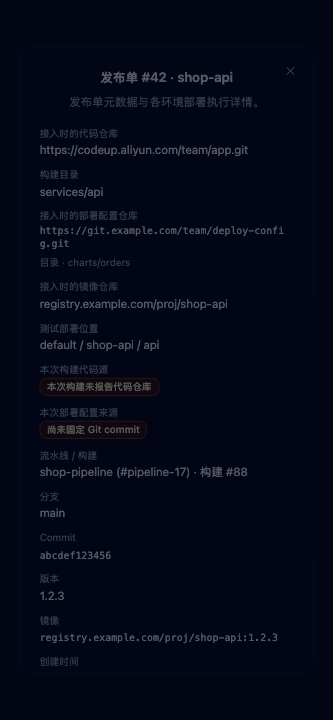 发布单 #42 · shop-api
发布单元数据与各环境部署执行详情。
接入时的代码仓库
https://codeup.aliyun.com/team/app.git
构建目录
services/api
接入时的部署配置仓库
https://git.example.com/team/deploy-confi
g.git
目录 · charts/orders
接入时的镜像仓库
registry.example.com/proj/shop-api
测试部署位置
default / shop-api / api
本次构建代码源
本次构建未报告代码仓库
本次部署配置来源
尚未固定 Git commit
流水线 / 构建
shop-pipeline (#pipeline-17) · 构建 #88
分支
main
Commit
abcdef123456
版本
1.2.3
镜像
registry.example.com/proj/shop-api:1.2.3
创建时间